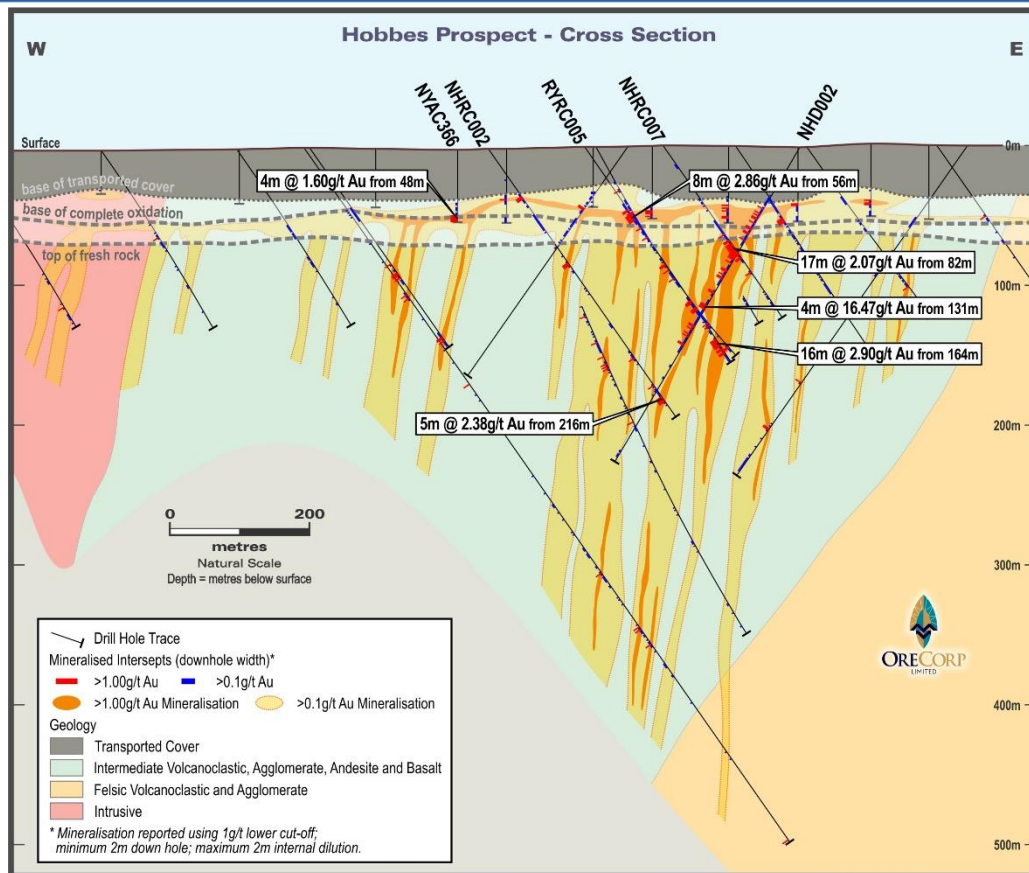 Hobbes Prospect - Cross Section
W
E
NYAC366
NHRC002
RYRC005
NHRC007
NHD002
Surface
0m
base of transported cover
4m @ 1.60g/t Au from 48m
8m @ 2.86g/t Au from 56m
base of complete oxidation
top of fresh rock
17m @ 2.07g/t Au from 82m
100m
4m @ 16.47g/t Au from 131m
16m @ 2.90g/t Au from 164m
5m @ 2.38g/t Au from 216m
200m
0 200
metres
Natural Scale
Depth = metres below surface
300m
Drill Hole Trace
Mineralised Intersepts (downhole width)*
>1.00g/t Au >0.1g/t Au
>1.00g/t Au Mineralisation >0.1g/t Au Mineralisation
Geology
Transported Cover
Intermediate Volcanoclastic, Agglomerate, Andesite and Basalt
Felsic Volcanoclastic and Agglomerate
Intrusive
* Mineralisation reported using 1g/t lower cut-off;
minimum 2m down hole; maximum 2m internal dilution.
ORECORP
LIMITED
400m
500m